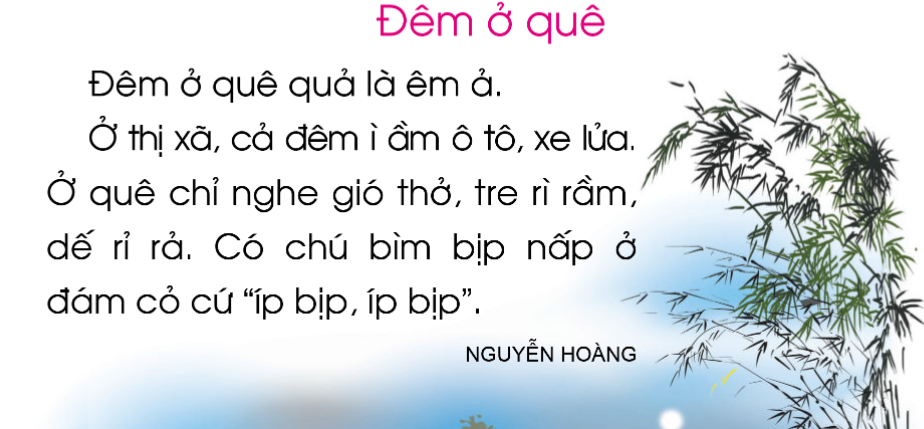 Đêm ở quê
Đêm ở quê quả là êm ả.
Ở thị xã, cả đêm ì ầm ô tô, xe lửa.
Ở quê chỉ nghe gió thở, tre rì rầm,
dế rỉ rả. Có chú bìm bịp nấp ở
đám cỏ cứ “íp bịp, íp bịp”.
NGUYỄN HOÀNG